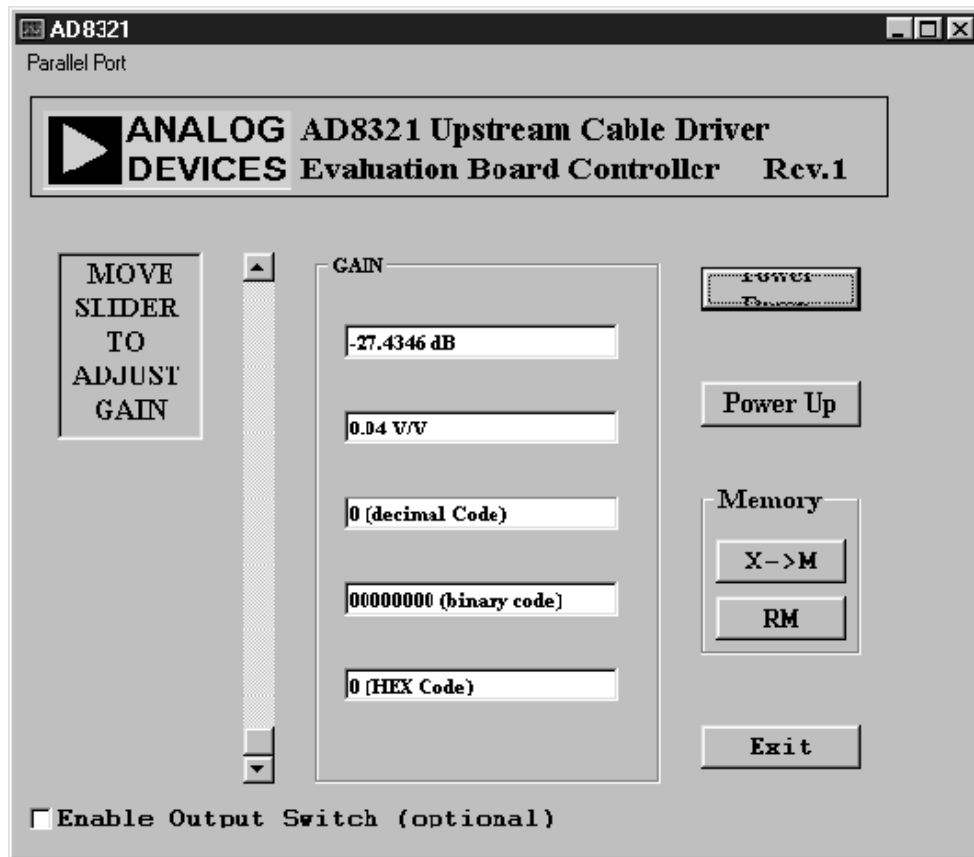 AD8321
Parallel Port
ANALOG DEVICES
AD8321 Upstream Cable Driver
Evaluation Board Controller Rev.1
MOVE
SLIDER
TO
ADJUST
GAIN
GAIN
-27.4346 dB
0.04 V/V
0 (decimal Code)
00000000 (binary code)
0 (HEX Code)
Power
Power Up
Memory
X->M
RM
Exit
Enable Output Switch (optional)